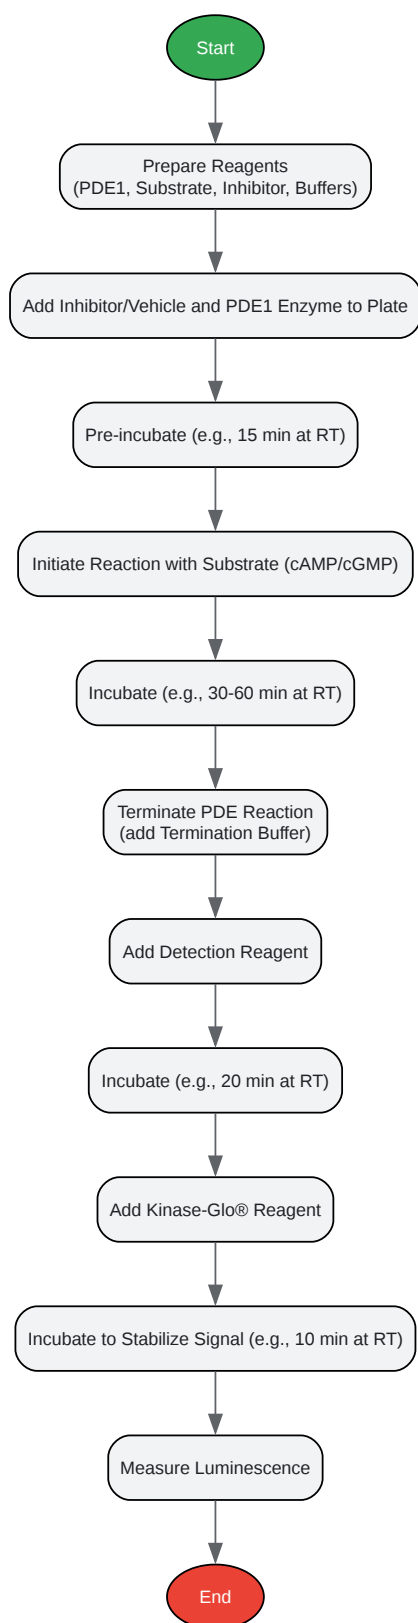 Start
Prepare Reagents
(PDE1, Substrate, Inhibitor, Buffers)
Add Inhibitor/Vehicle and PDE1 Enzyme to Plate
Pre-incubate (e.g., 15 min at RT)
Initiate Reaction with Substrate (cAMP/cGMP)
Incubate (e.g., 30-60 min at RT)
Terminate PDE Reaction
(add Termination Buffer)
Add Detection Reagent
Incubate (e.g., 20 min at RT)
Add Kinase-Glo® Reagent
Incubate to Stabilize Signal (e.g., 10 min at RT)
Measure Luminescence
End